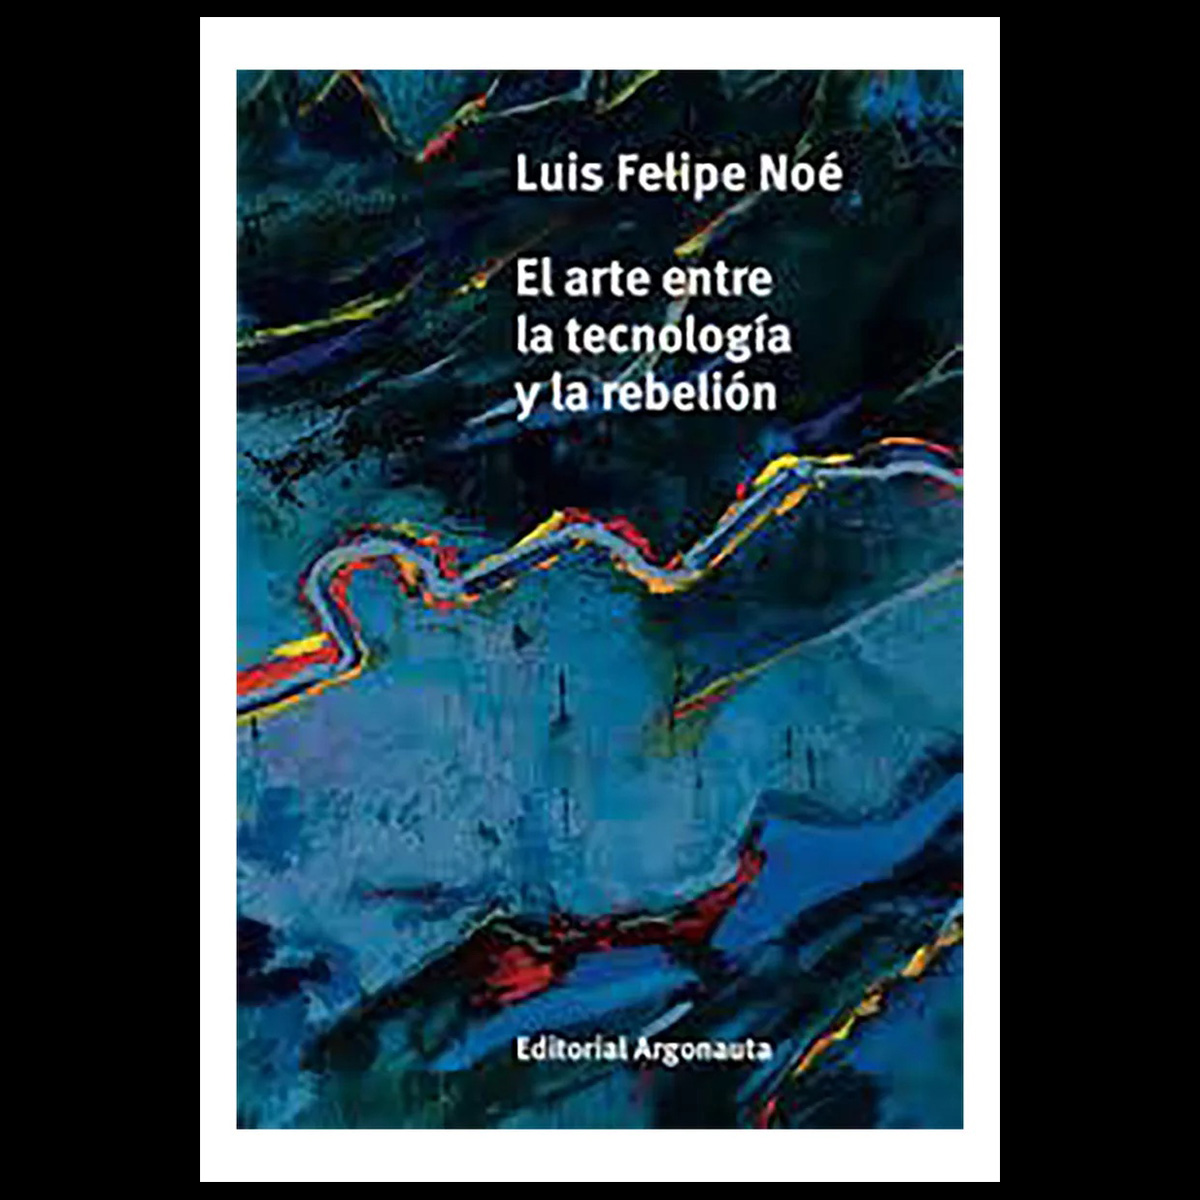 Luis Felipe Noé
El arte entre
la tecnología
y la rebelión
Editorial Argonauta